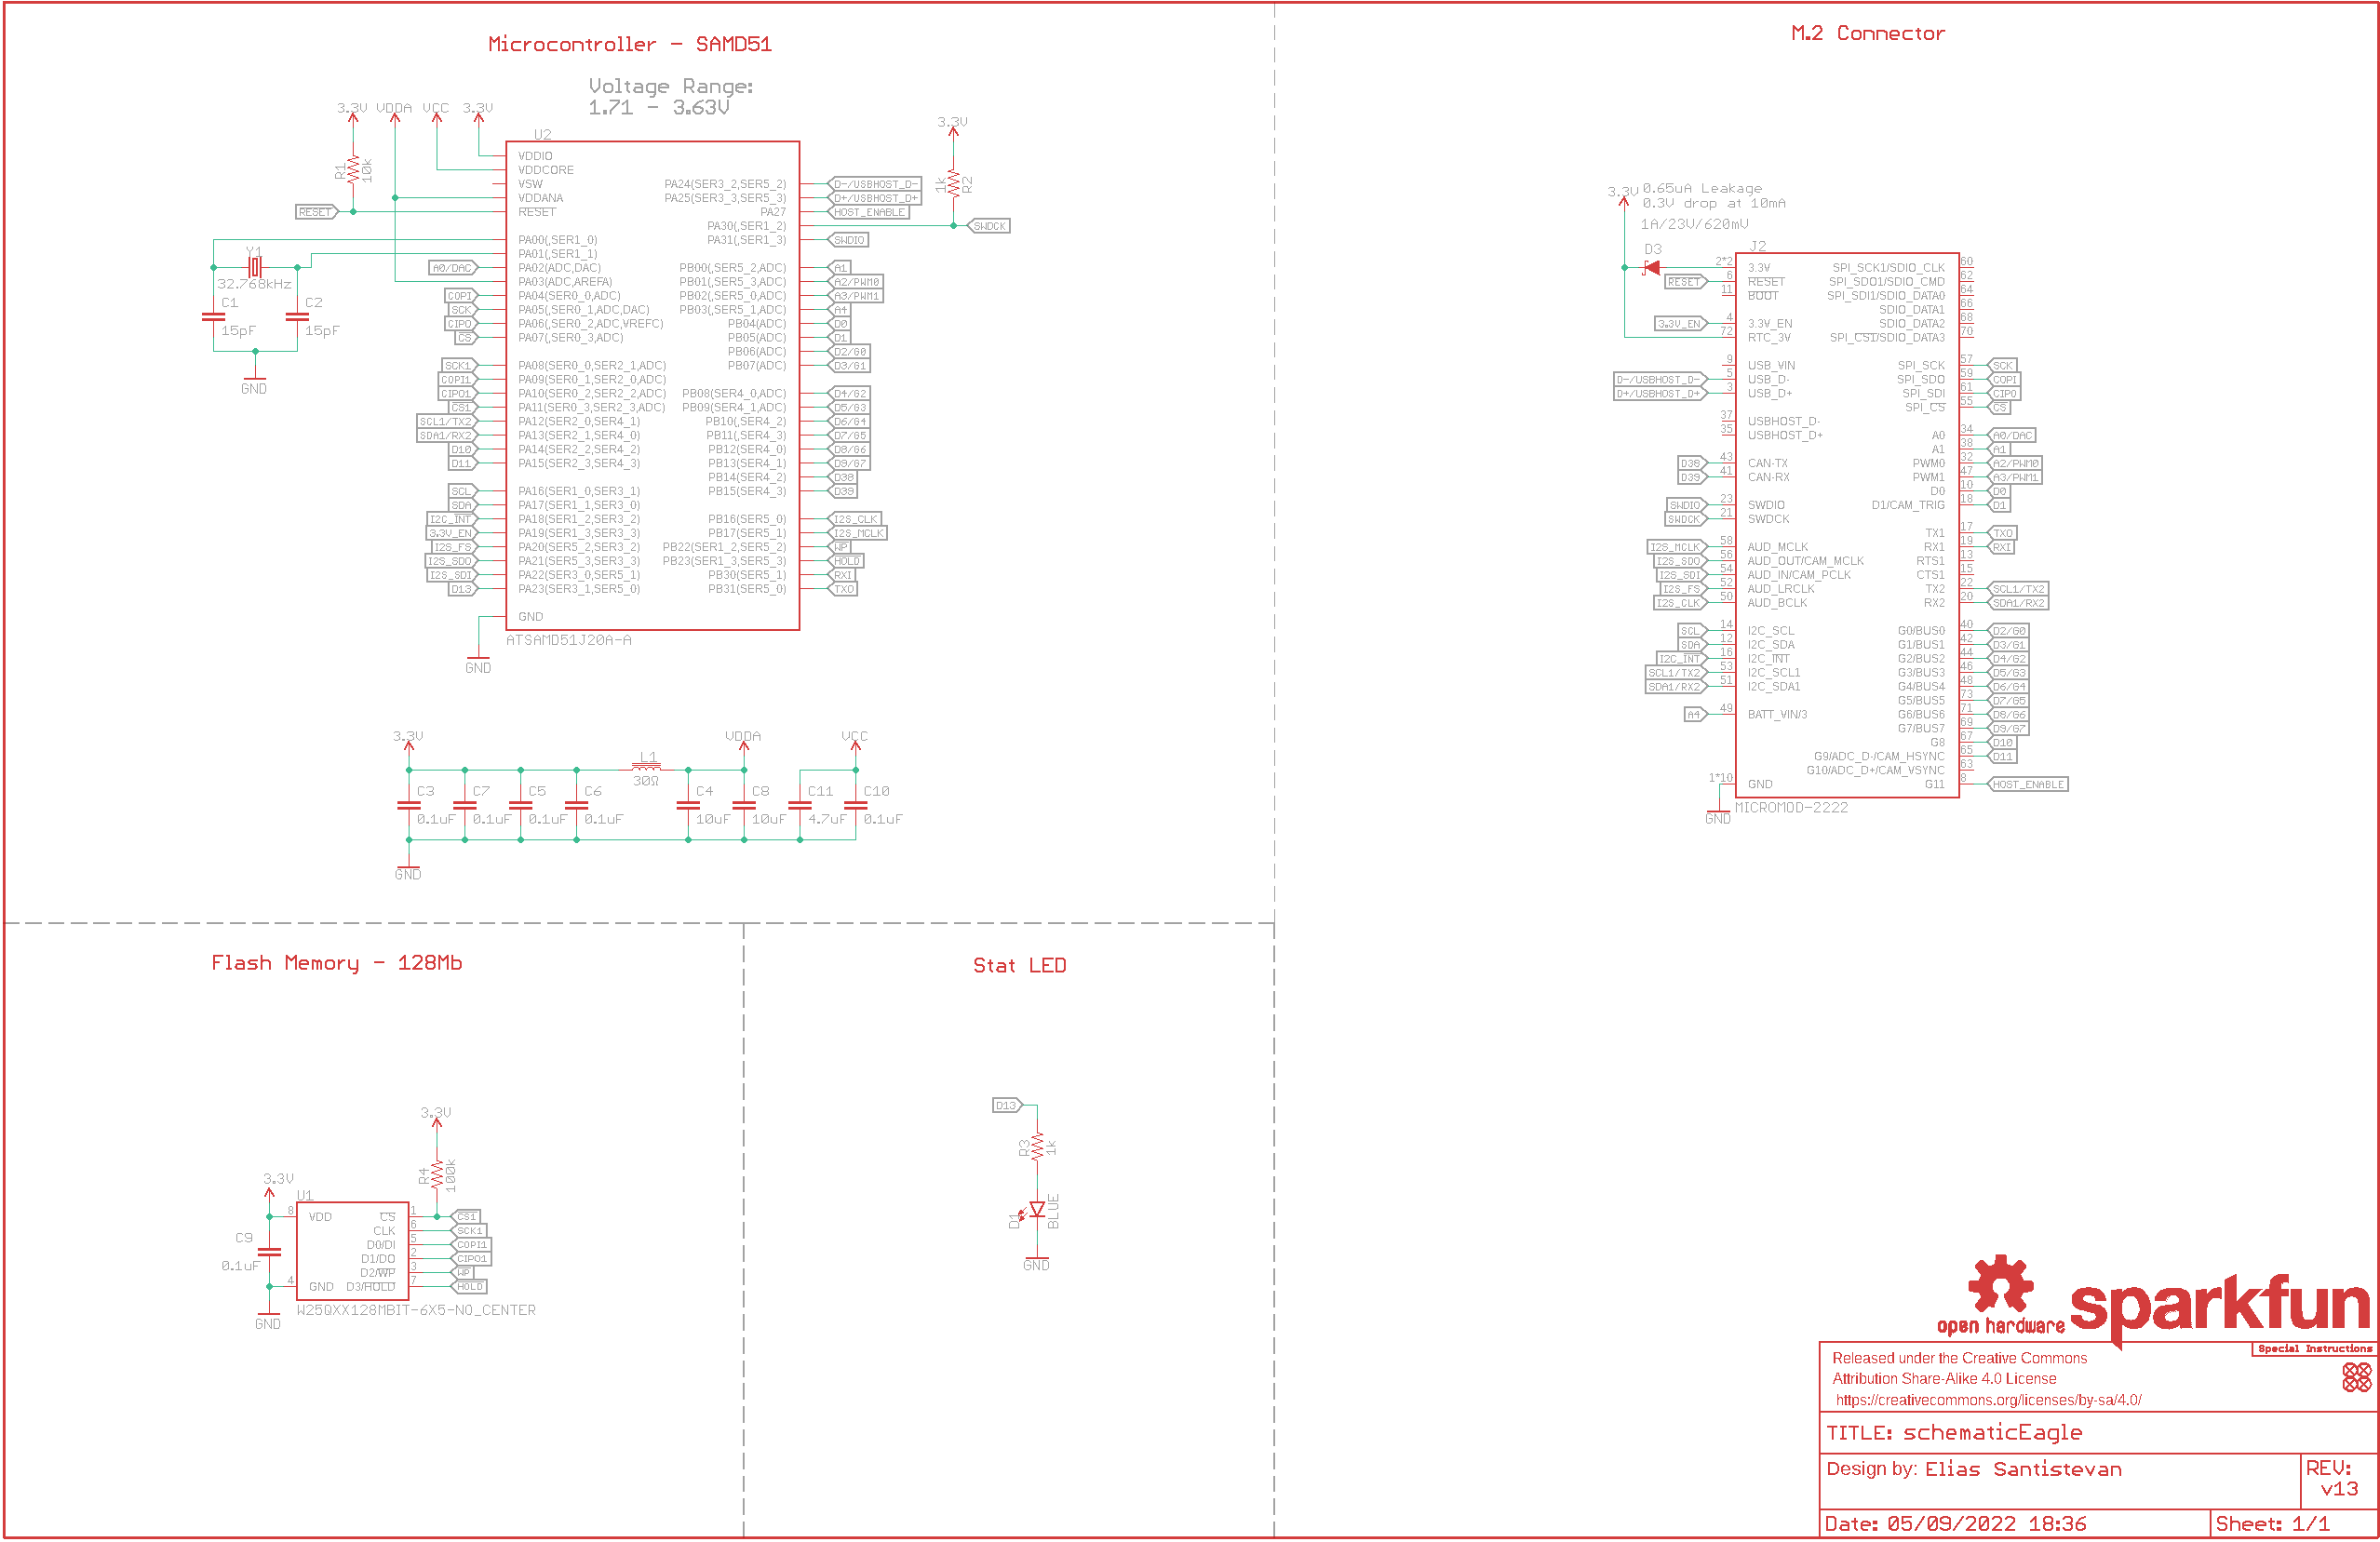 Microcontroller - SAMD51
Voltage Range:
1.71 - 3.63V
3.3V VDDA VCC 3.3V
R1
10k
RESET
U2
VDDIO
VDDCORE
VSW
VDDANA
RESET
PA00(,SER1_0)
PA01(,SER1_1)
A0/DAC PA02(ADC,DAC)
PA03(ADC,AREFA)
COPI PA04(SER0_0,ADC)
SCK PA05(SER0_1,ADC,DAC)
CIPO PA06(,SER0_2,ADC,VREFC)
CS PA07(,SER0_3,ADC)
SCK1 PA08(SER0_0,SER2_1,ADC)
COPI1 PA09(SER0_1,SER2_0,ADC)
CIPO1 PA10(SER0_2,SER2_2,ADC)
CS1 PA11(SER0_3,SER2_3,ADC)
SCL1/TX2 PA12(SER2_0,SER4_1)
SDA1/RX2 PA13(SER2_1,SER4_0)
D10 PA14(SER2_2,SER4_2)
D11 PA15(SER2_3,SER4_3)
SCL PA16(SER1_0,SER3_1)
SDA PA17(SER1_1,SER3_0)
I2C_INT PA18(SER1_2,SER3_2)
3.3V_EN PA19(SER1_3,SER3_3)
I2S_FS PA20(SER5_2,SER3_2)
I2S_SDO PA21(SER5_3,SER3_3)
I2S_SDI PA22(SER3_0,SER5_1)
D13 PA23(SER3_1,SER5_0)
GND
GND
PA24(SER3_2,SER5_2) D-/USBHOST_D-
PA25(SER3_3,SER5_3) D+/USBHOST_D+
PA27 HOST_ENABLE
PA30(,SER1_2) SWDCK
PA31(,SER1_3) SWDIO
PB00(,SER5_2,ADC) A1
PB01(,SER5_3,ADC) A2/PWM0
PB02(,SER5_0,ADC) A3/PWM1
PB03(,SER5_1,ADC) A4
PB04(ADC) D0
PB05(ADC) D1
PB06(ADC) D2/G0
PB07(ADC) D3/G1
PB08(SER4_0,ADC) D4/G2
PB09(SER4_1,ADC) D5/G3
PB10(,SER4_2) D6/G4
PB11(,SER4_3) D7/G5
PB12(SER4_0) D8/G6
PB13(SER4_1) D9/G7
PB14(SER4_2) D38
PB15(SER4_3) D39
PB16(SER5_0) I2S_CLK
PB17(SER5_1) I2S_MCLK
PB22(SER1_2,SER5_2) WP
PB23(SER1_3,SER5_3) HOLD
PB30(SER5_1) RXI
PB31(SER5_0) TXO
ATSAMD51J20A-A
3.3V
1k
R2
Y1
32.768kHz
C1
15pF
C2
15pF
GND
3.3V
VDDA
VCC
L1
30Ω
C3 C7 C5 C6 C4 C8 C11 C10
0.1uF 0.1uF 0.1uF 0.1uF 10uF 10uF 4.7uF 0.1uF
GND
M.2 Connector
3.3V 0.65uA Leakage
0.3V drop at 10mA
1A/23V/620mV
D3
J2
2*2 3.3V
RESET 6 RESET
11 BOOT
3.3V_EN 4 3.3V_EN
72 RTC_3V
9 USB_VIN
D-/USBHOST_D- 5 USB_D-
D+/USBHOST_D+ 3 USB_D+
37 USBHOST_D-
35 USBHOST_D+
D38 43 CAN-TX
D39 41 CAN-RX
SWDIO 23 SWDIO
SWDCK 21 SWDCK
I2S_MCLK 58 AUD_MCLK
I2S_SDO 56 AUD_OUT/CAM_MCLK
I2S_SDI 54 AUD_IN/CAM_PCLK
I2S_FS 52 AUD_LRCLK
I2S_CLK 50 AUD_BCLK
SCL 14 I2C_SCL
SDA 12 I2C_SDA
I2C_INT 16 I2C_INT
SCL1/TX2 53 I2C_SCL1
SDA1/RX2 51 I2C_SDA1
A4 49 BATT_VIN/3
1*10 GND
GND
SPI_SCK1/SDIO_CLK 60
SPI_SDO1/SDIO_CMD 62
SPI_SDI1/SDIO_DATA0 64
SDIO_DATA1 66
SDIO_DATA2 68
SPI_CS1/SDIO_DATA3 70
SPI_SCK 57 SCK
SPI_SDO 59 COPI
SPI_SDI 61 CIPO
SPI_CS 55 CS
A0 34 A0/DAC
A1 38 A1
PWM0 32 A2/PWM0
PWM1 47 A3/PWM1
D0 10 D0
D1/CAM_TRIG 18 D1
TX1 17 TXO
RX1 19 RXI
RTS1 13
CTS1 15
TX2 22 SCL1/TX2
RX2 20 SDA1/RX2
G0/BUS0 40 D2/G0
G1/BUS1 42 D3/G1
G2/BUS2 44 D4/G2
G3/BUS3 46 D5/G3
G4/BUS4 48 D6/G4
G5/BUS5 73 D7/G5
G6/BUS6 71 D8/G6
G7/BUS7 69 D9/G7
G8 67 D10
G9/ADC_D-/CAM_HSYNC 65 D11
G10/ADC_D+/CAM_VSYNC 63
G11 8 HOST_ENABLE
MICROMOD-2222
Flash Memory - 128Mb
3.3V
R4
100k
3.3V
U1
C9
0.1uF
8 VDD
4 GND
CS 1 CS1
CLK 6 SCK1
D0/DI 5 COPI1
D1/DO 2 CIPO1
D2/WP 3 WP
D3/HOLD 7 HOLD
W25QXX128MBIT-6X5-NO_CENTER
GND
Stat LED
D13
R3
1k
D1
BLUE
GND
open hardware
sparkfun
Special Instructions
Released under the Creative Commons
Attribution Share-Alike 4.0 License
https://creativecommons.org/licenses/by-sa/4.0/
TITLE: schematicEagle
Design by: Elias Santistevan
REV:
v13
Date: 05/09/2022 18:36
Sheet: 1/1